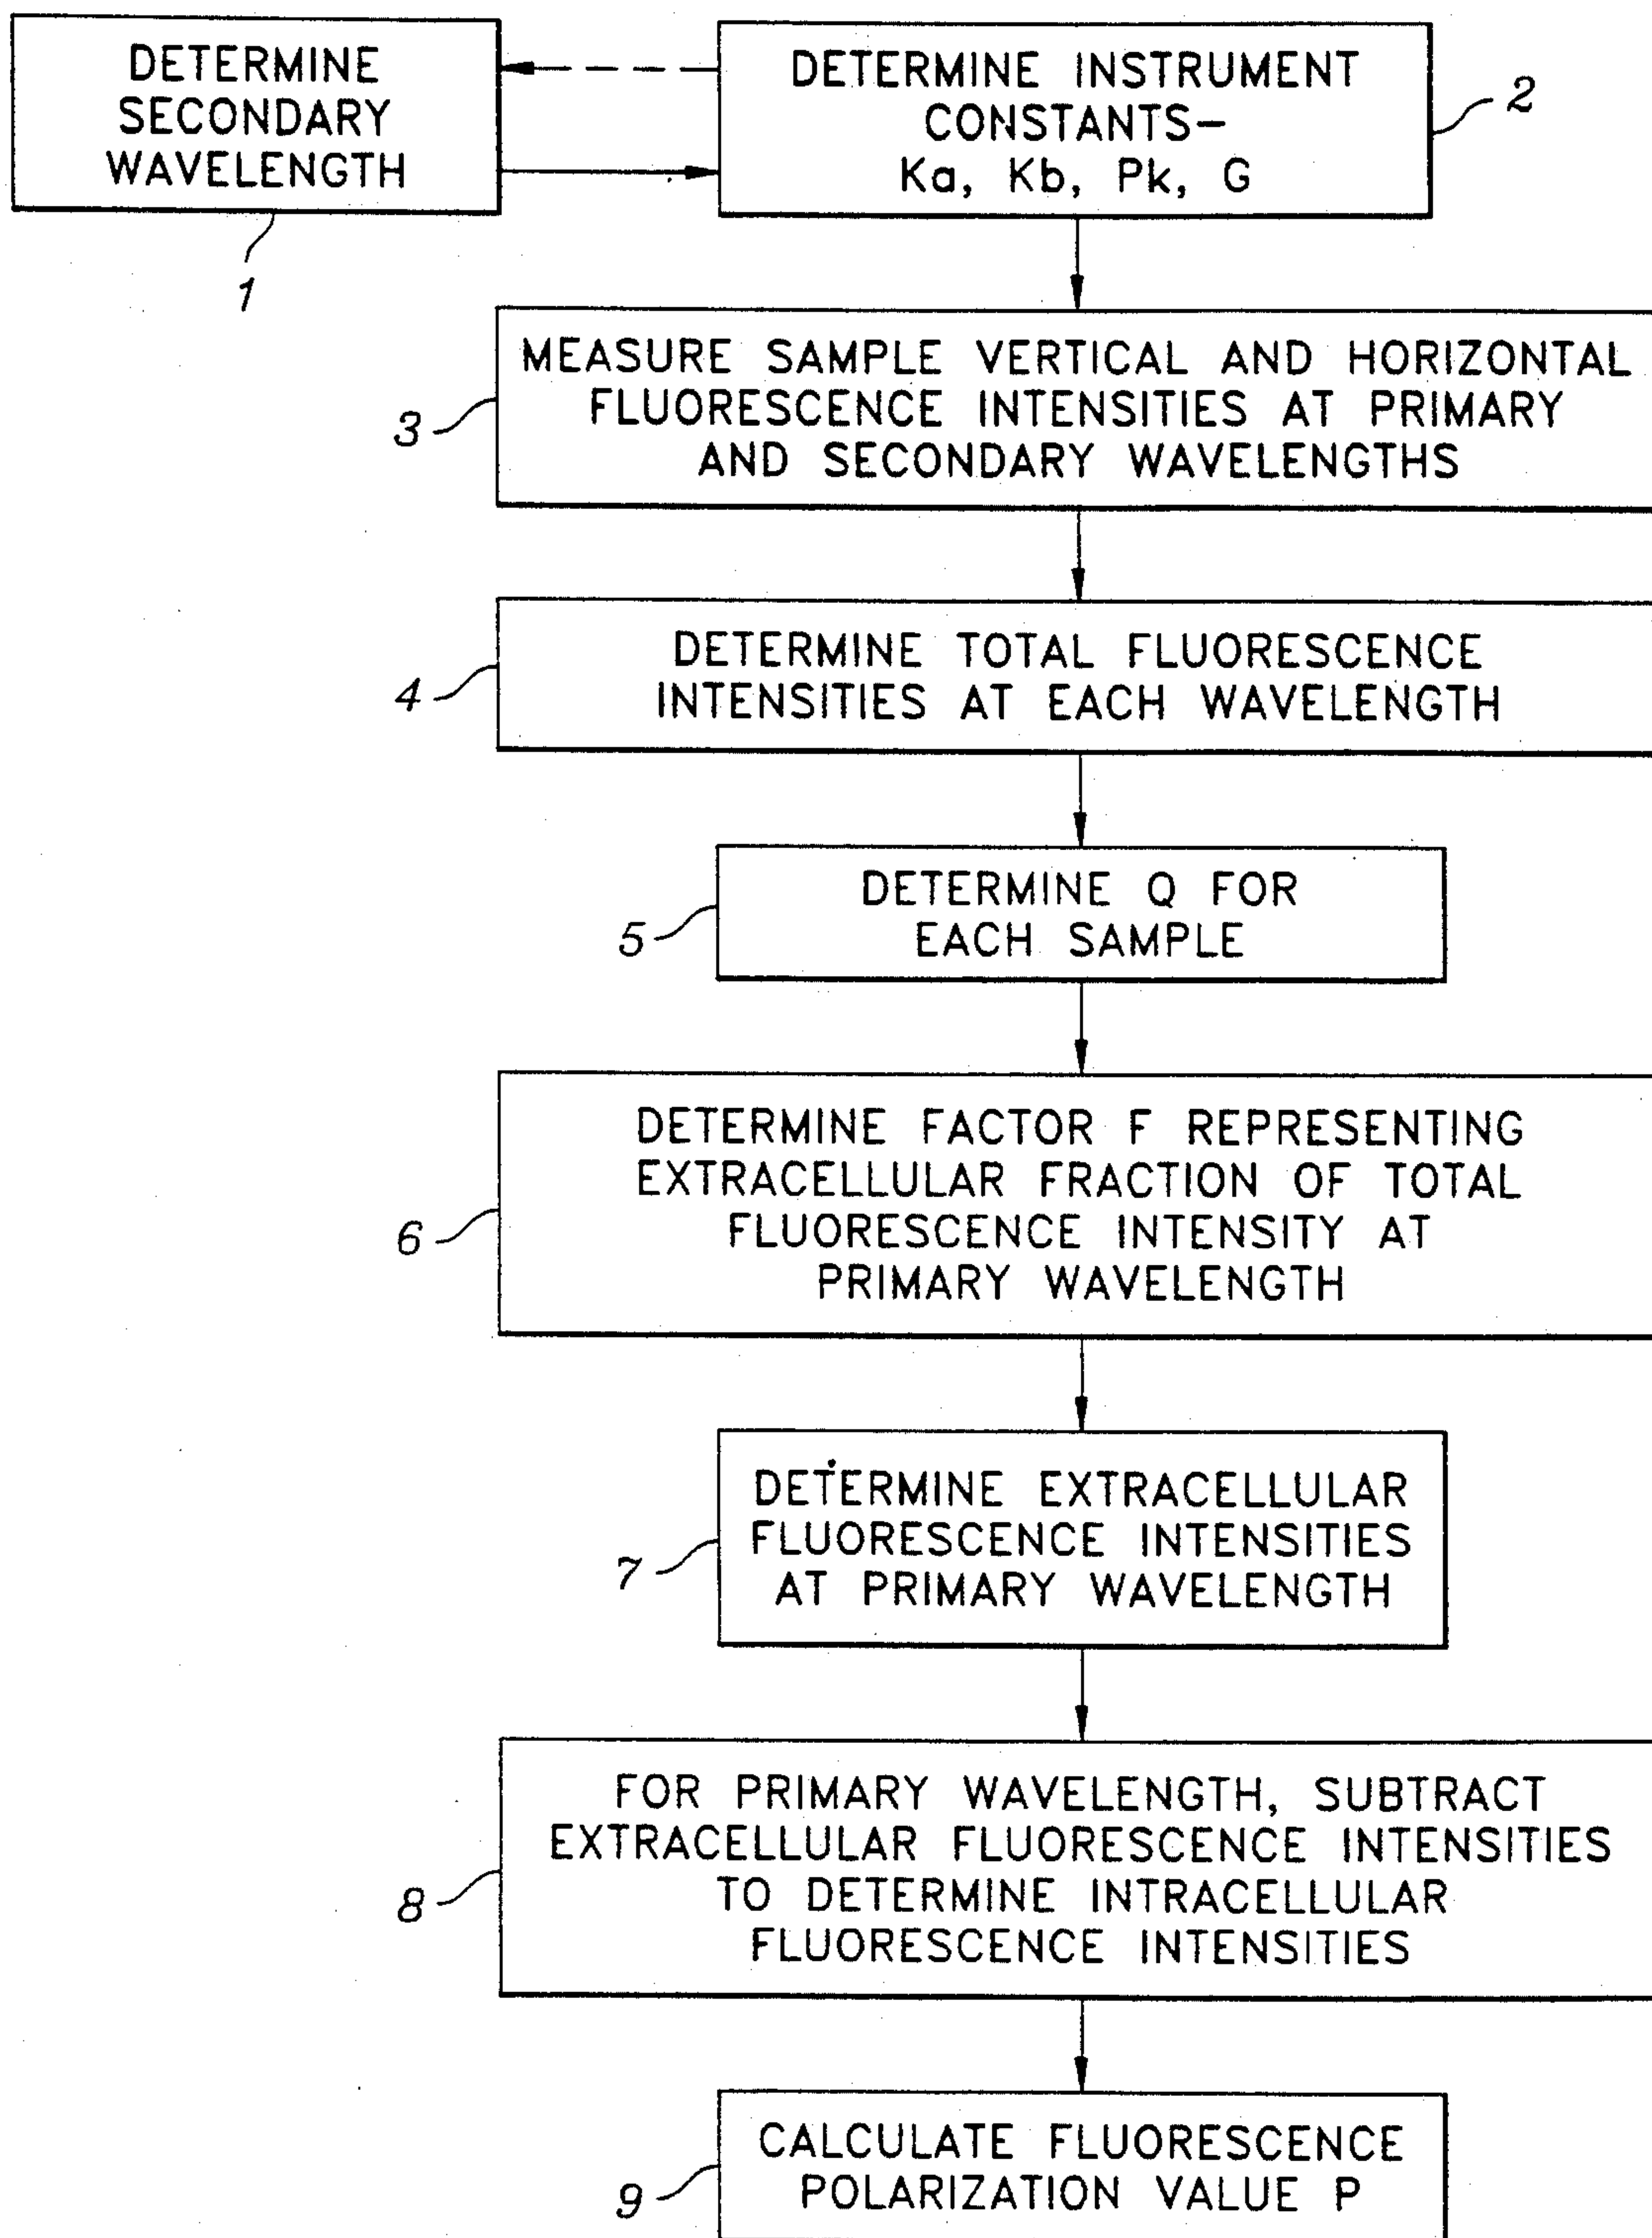 DETERMINE
SECONDARY
WAVELENGTH
1
DETERMINE INSTRUMENT
CONSTANTS-
Ka, Kb, Pk, G
2
MEASURE SAMPLE VERTICAL AND HORIZONTAL
FLUORESCENCE INTENSITIES AT PRIMARY
AND SECONDARY WAVELENGTHS
3
DETERMINE TOTAL FLUORESCENCE
INTENSITIES AT EACH WAVELENGTH
4
DETERMINE Q FOR
EACH SAMPLE
5
DETERMINE FACTOR F REPRESENTING
EXTRACELLULAR FRACTION OF TOTAL
FLUORESCENCE INTENSITY AT
PRIMARY WAVELENGTH
6
DETERMINE EXTRACELLULAR
FLUORESCENCE INTENSITIES
AT PRIMARY WAVELENGTH
7
FOR PRIMARY WAVELENGTH, SUBTRACT
EXTRACELLULAR FLUORESCENCE INTENSITIES
TO DETERMINE INTRACELLULAR
FLUORESCENCE INTENSITIES
8
CALCULATE FLUORESCENCE
POLARIZATION VALUE P
9